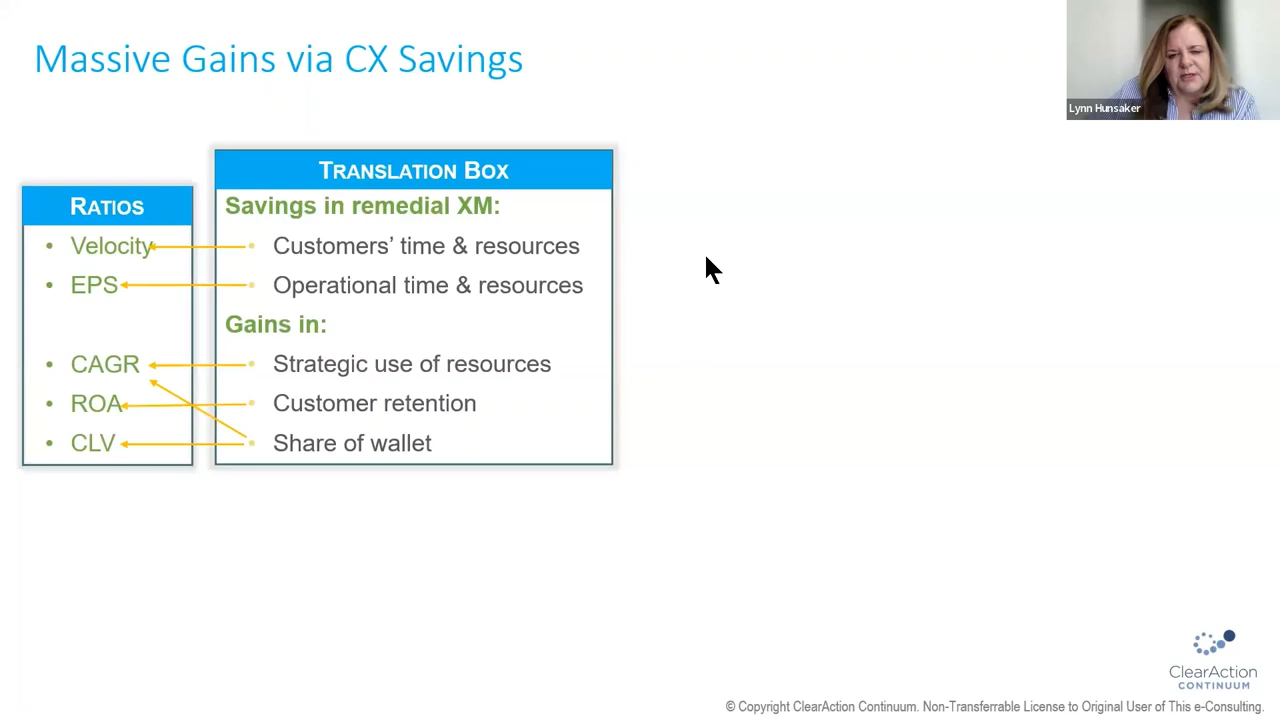 Massive Gains via CX Savings
Lynn Hunsaker
RATIOS
• Velocity
• EPS
• CAGR
• ROA
• CLV
TRANSLATION BOX
Savings in remedial XM:
• Customers’ time & resources
• Operational time & resources
Gains in:
• Strategic use of resources
• Customer retention
• Share of wallet
ClearAction
CONTINUUM
© Copyright ClearAction Continuum. Non-Transferrable License to Original User of This e-Consulting.